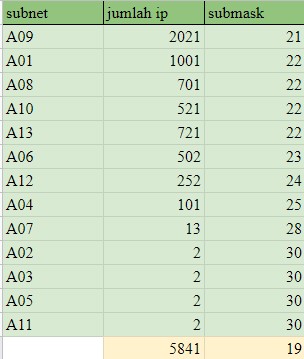 subnet jumlah ip submask
A09 2021 21
A01 1001 22
A08 701 22
A10 521 22
A13 721 22
A06 502 23
A12 252 24
A04 101 25
A07 13 28
A02 2 30
A03 2 30
A05 2 30
A11 2 30
5841 19